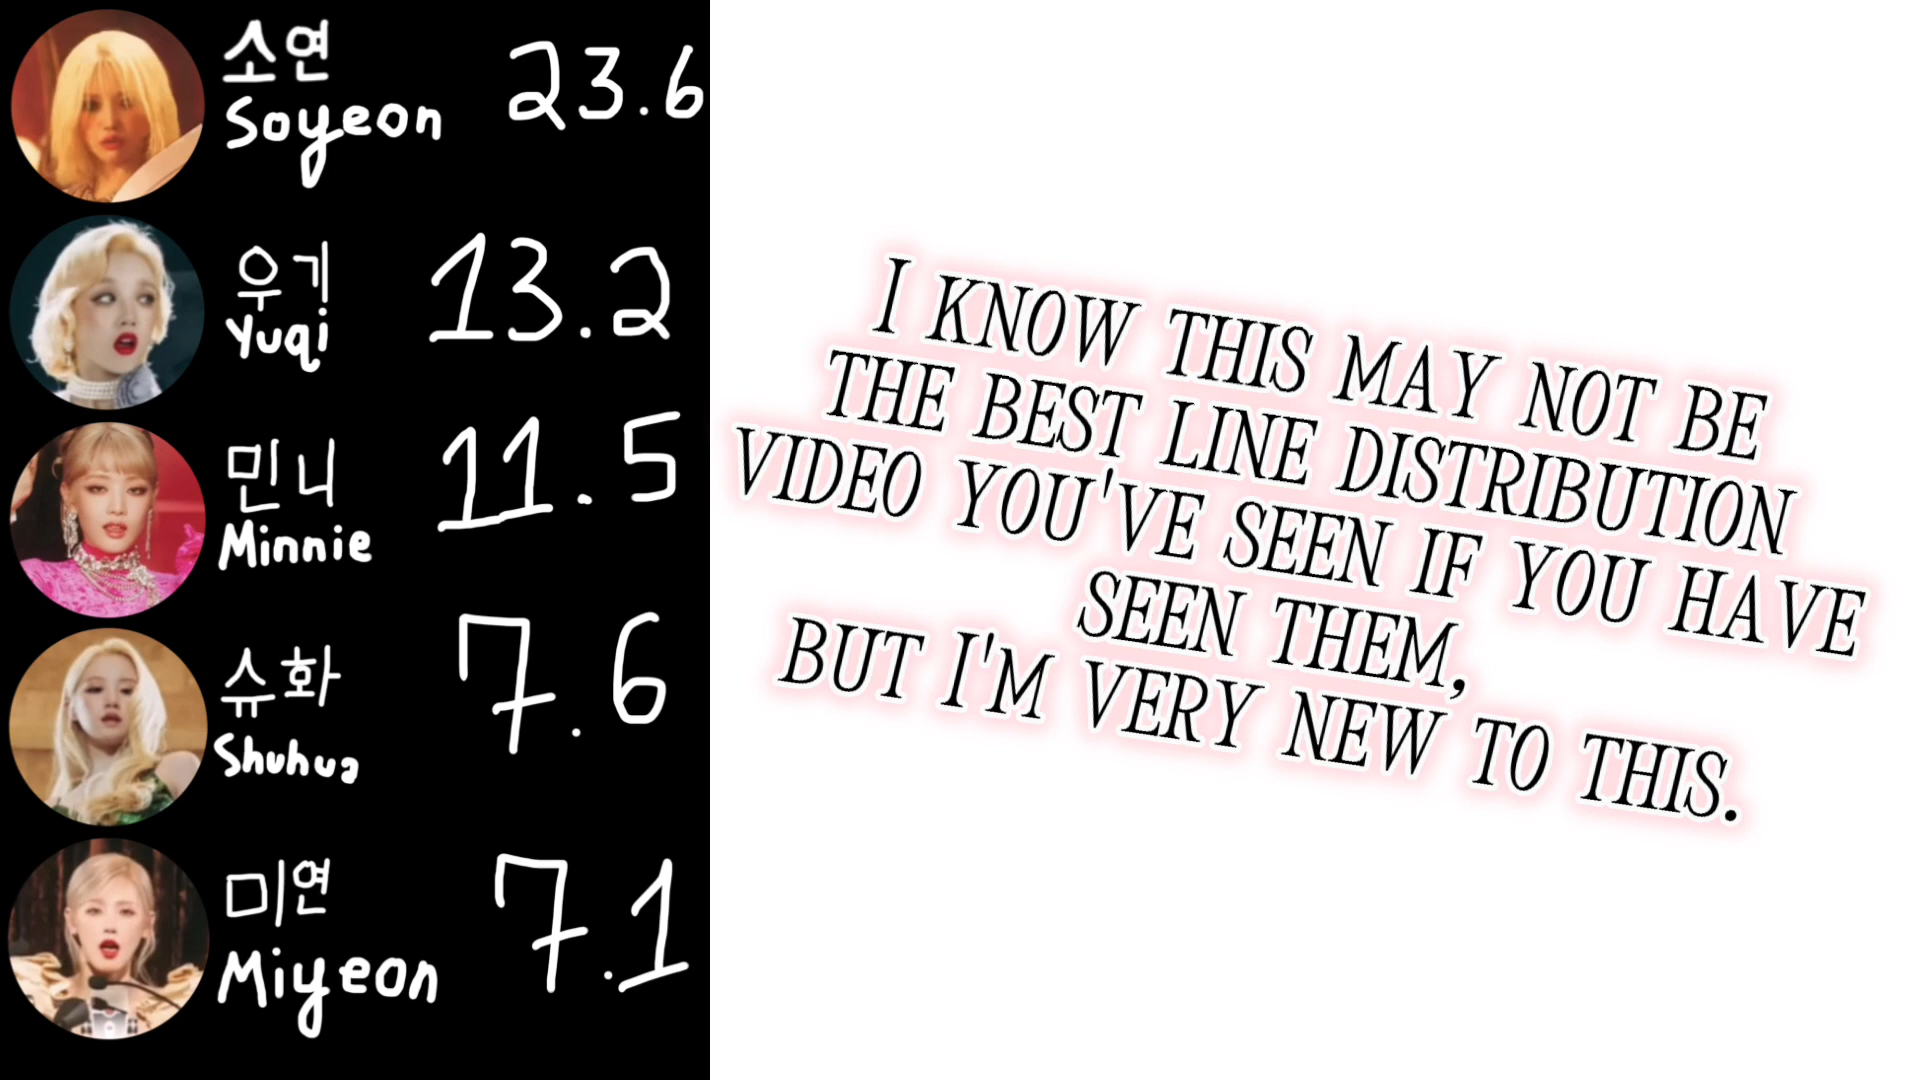 소연
Soyeon
23.6
우기
Yuqi
13.2
민니
Minnie
11.5
슈화
Shuhua
7.6
미연
Miyeon
7.1
I KNOW THIS MAY NOT BE
THE BEST LINE DISTRIBUTION
VIDEO YOU'VE SEEN IF YOU HAVE
SEEN THEM,
BUT I'M VERY NEW TO THIS.